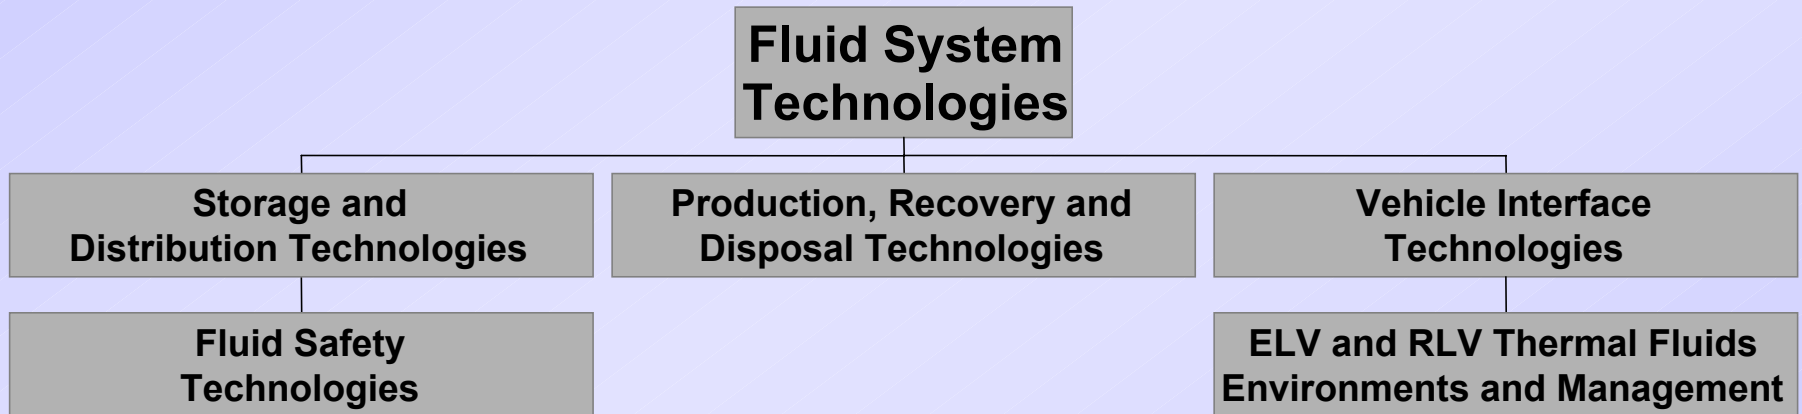 Fluid System
Technologies
Storage and
Distribution Technologies
Production, Recovery and
Disposal Technologies
Vehicle Interface
Technologies
Fluid Safety
Technologies
ELV and RLV Thermal Fluids
Environments and Management